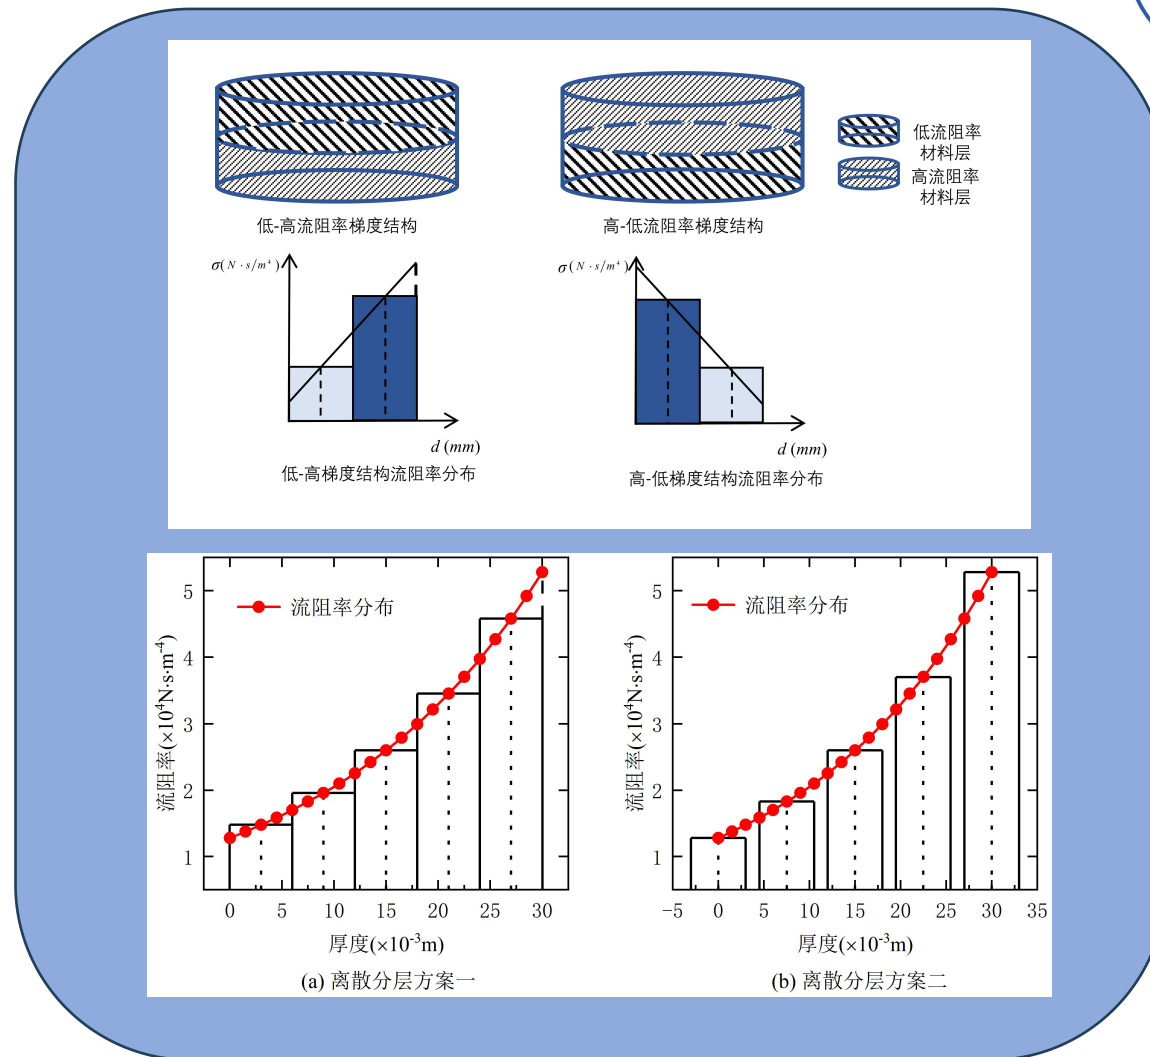 低流阻率
材料层
高流阻率
材料层
低-高流阻率梯度结构
高-低流阻率梯度结构
σ(N·s/m⁴)
σ(N·s/m⁴)
d (mm)
d (mm)
低-高梯度结构流阻率分布
高-低梯度结构流阻率分布
流阻率分布
流阻率(×10⁴N·s·m⁻⁴)
5
4
3
2
1
0 5 10 15 20 25 30
厚度(×10⁻³m)
(a) 离散分层方案一
流阻率分布
流阻率(×10⁴N·s·m⁻⁴)
5
4
3
2
1
−5 0 5 10 15 20 25 30 35
厚度(×10⁻³m)
(b) 离散分层方案二